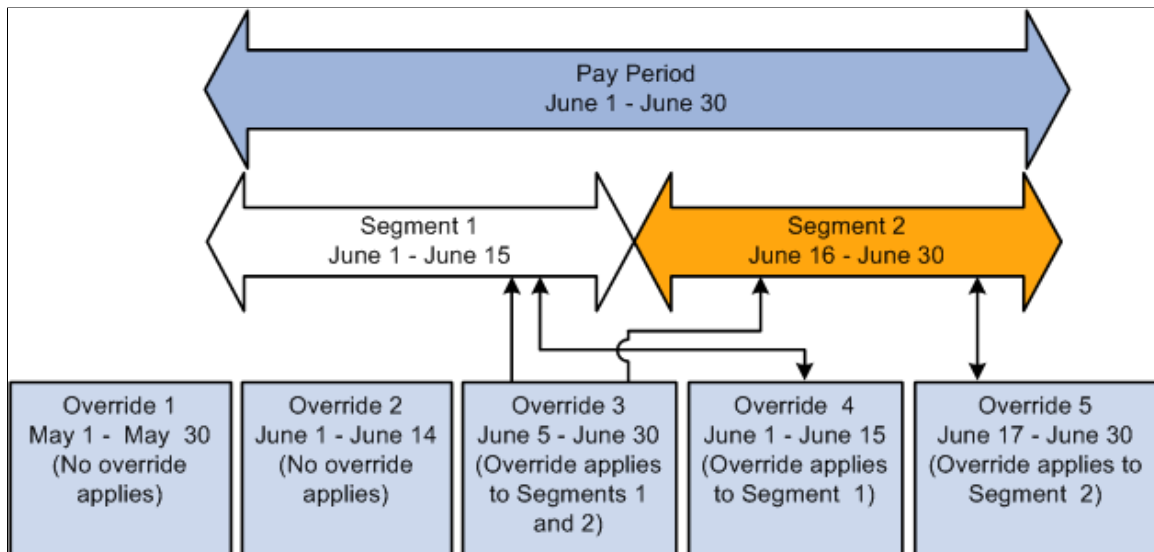 Pay Period
June 1 - June 30
Segment 1
June 1 - June 15
Segment 2
June 16 - June 30
Override 1
May 1 - May 30
(No override
applies)
Override 2
June 1 - June 14
(No override
applies)
Override 3
June 5 - June 30
(Override applies
to Segments 1
and 2)
Override 4
June 1 - June 15
(Override applies
to Segment 1)
Override 5
June 17 - June 30
(Override applies to
Segment 2)